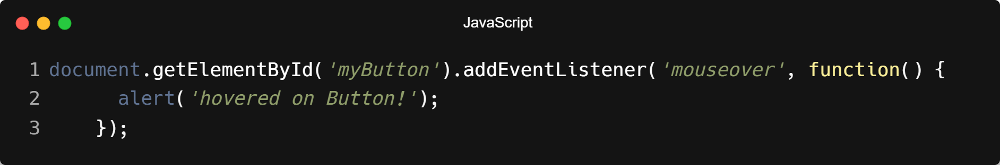 JavaScript
1 document.getElementById('myButton').addEventListener('mouseover', function() {
2       alert('hovered on Button!');
3     });